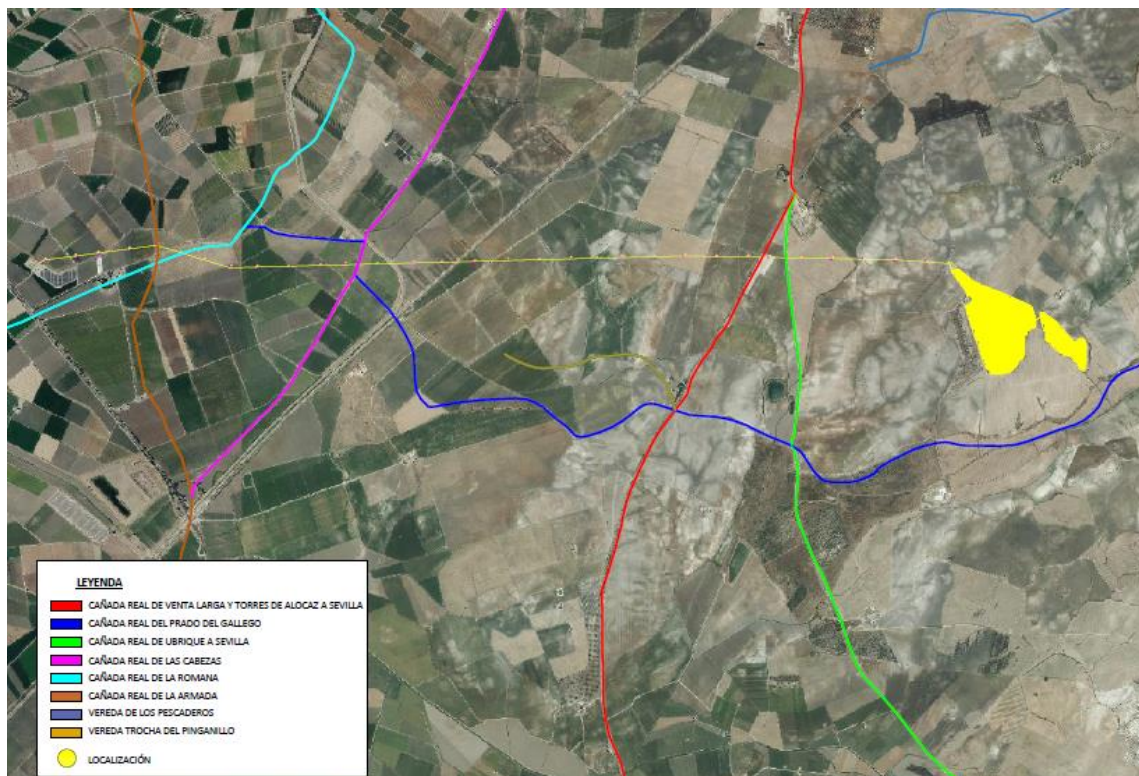 LEYENDA
CAÑADA REAL DE VENTA LARGA Y TORRES DE ALOCAZ A SEVILLA
CAÑADA REAL DEL PRADO DEL GALLEGO
CAÑADA REAL DE UBRIQUE A SEVILLA
CAÑADA REAL DE LAS CABEZAS
CAÑADA REAL DE LA ROMANA
CAÑADA REAL DE LA ARMADA
VEREDA DE LOS PESCADEROS
VEREDA TROCHA DEL PINGANILLO
LOCALIZACIÓN